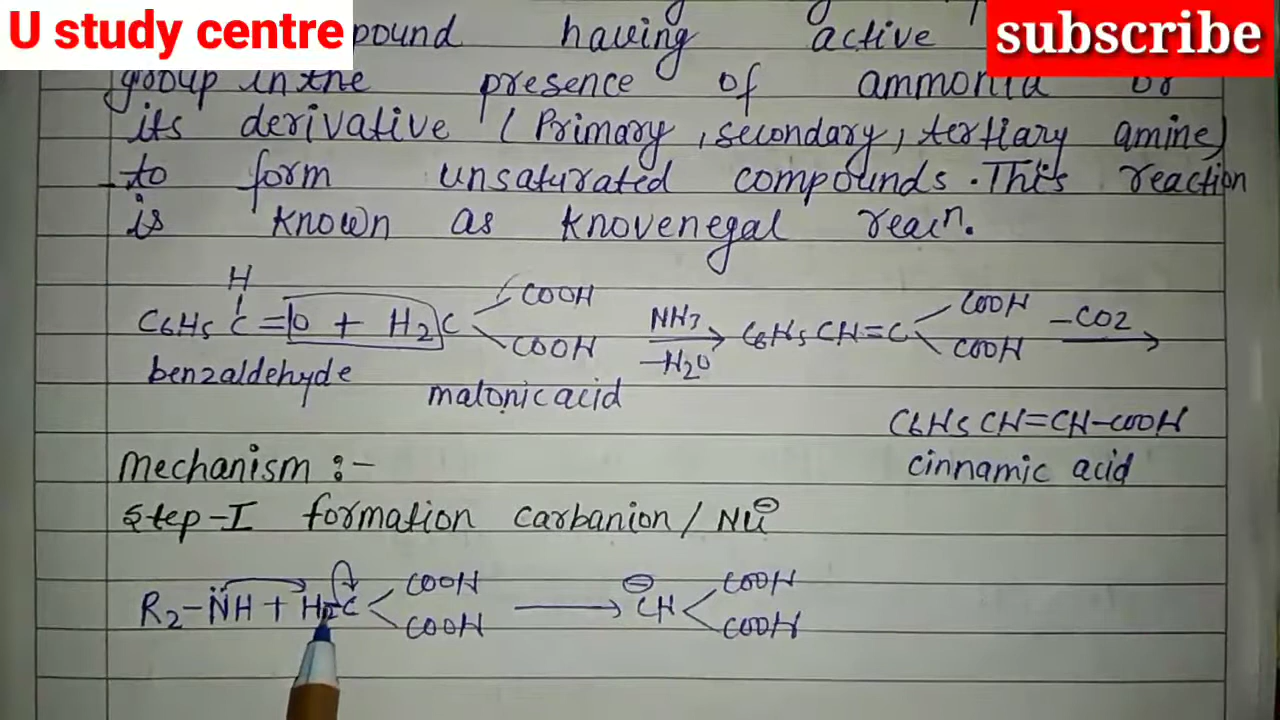 U study centre
subscribe
pound having active
group in the presence of ammonia or
its derivative (Primary, secondary, tertiary amine)
to form unsaturated compounds. This reaction
is known as knovenegal reacn.
H
C6H5 C=O + H2C COOH COOH NH3 -H2O C6H5CH=C COOH COOH -CO2
benzaldehyde malonic acid
C6H5CH=CH-COOH
cinnamic acid
Mechanism :-
Step-I formation carbanion/Nu⊖
R2-N̈H + H2C COOH COOH ⟶ ⊖CH COOH COOH